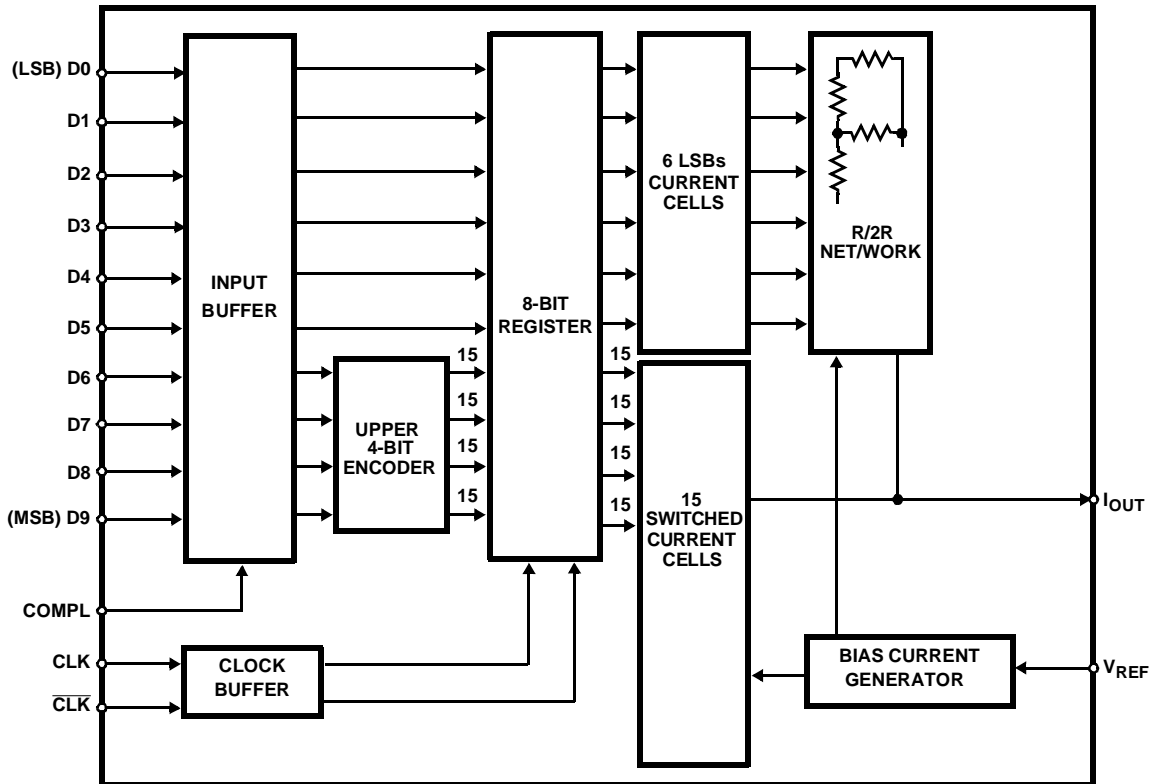 (LSB) D0
D1
D2
D3
D4
D5
D6
D7
D8
(MSB) D9
COMPL
CLK
C̅L̅K̅
INPUT
BUFFER
UPPER
4-BIT
ENCODER
15
15
15
15
8-BIT
REGISTER
15
15
15
15
6 LSBs
CURRENT
CELLS
R/2R
NET/WORK
15
SWITCHED
CURRENT
CELLS
CLOCK
BUFFER
BIAS CURRENT
GENERATOR
IOUT
VREF